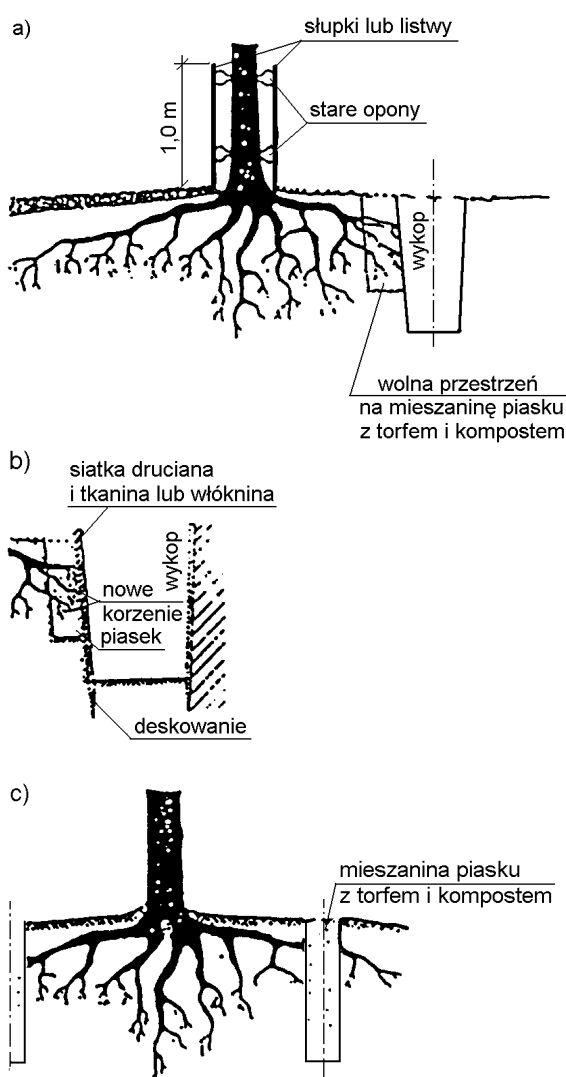 a)
słupki lub listwy
stare opony
1,0 m
wykop
wolna przestrzeń
na mieszaninę piasku
z torfem i kompostem
b)
siatka druciana
i tkanina lub włóknina
wykop
nowe
korzenie
piasek
deskowanie
c)
mieszanina piasku
z torfem i kompostem